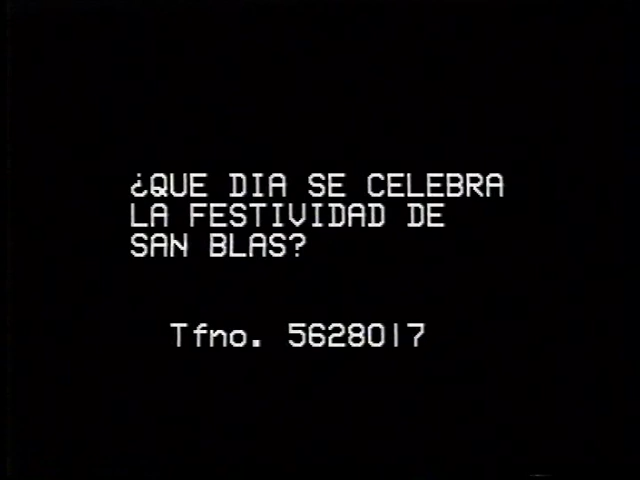 ¿QUE DIA SE CELEBRA
LA FESTIVIDAD DE
SAN BLAS?
Tfno. 5628017